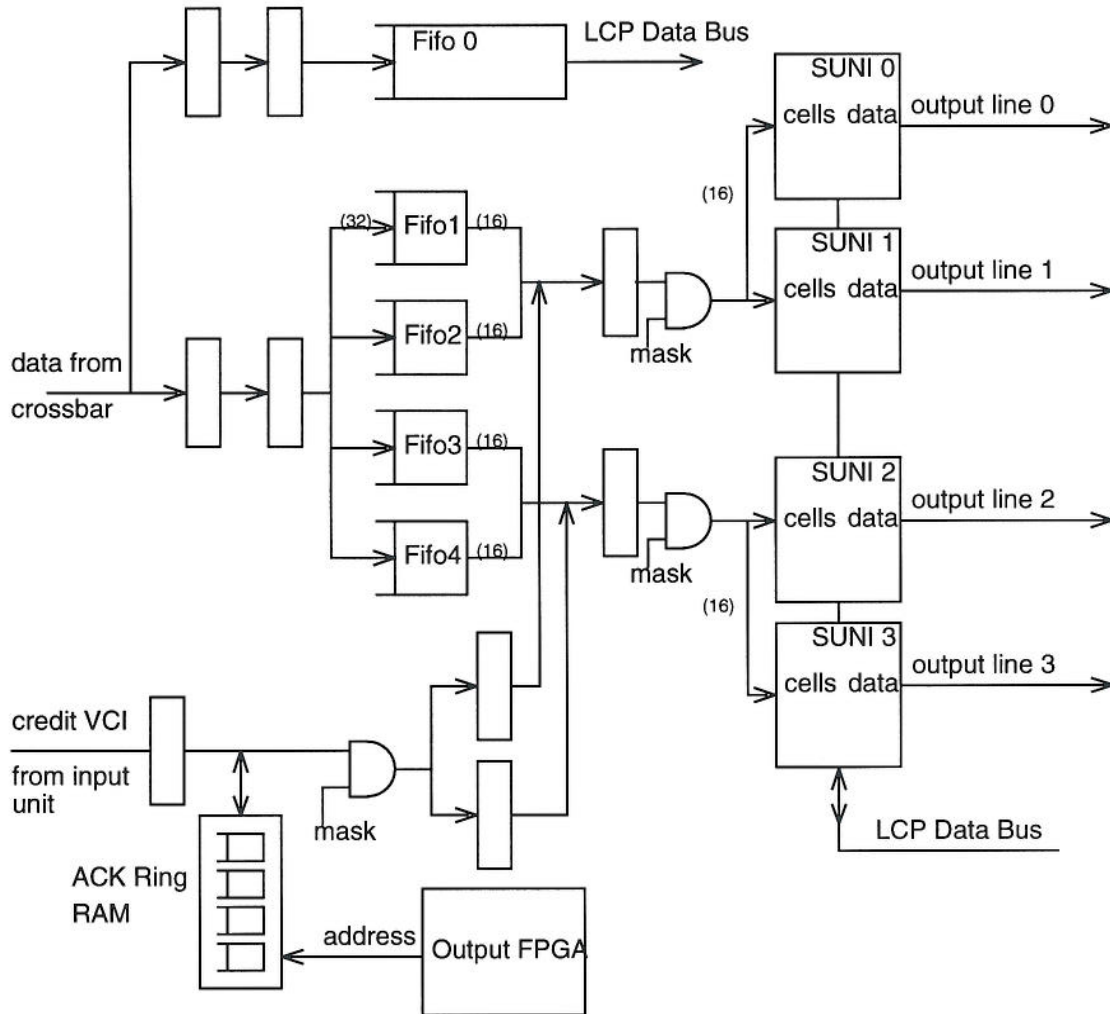 Fifo 0
LCP Data Bus
SUNI 0
cells data
output line 0
(16)
(32)
Fifo1
(16)
SUNI 1
cells data
output line 1
Fifo2
(16)
mask
data from
crossbar
Fifo3
(16)
SUNI 2
cells data
output line 2
Fifo4
(16)
mask
(16)
SUNI 3
cells data
output line 3
credit VCI
from input
unit
mask
LCP Data Bus
ACK Ring
RAM
address
Output FPGA